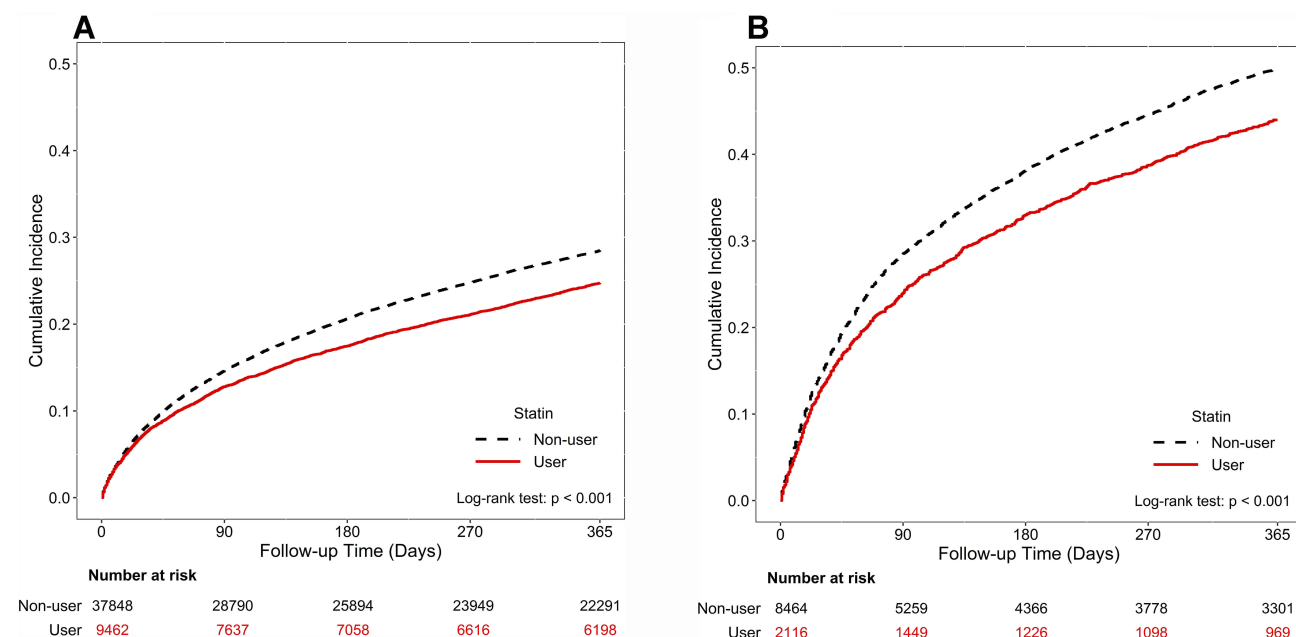 A
Cumulative Incidence
0.5
0.4
0.3
0.2
0.1
0.0
Statin
Non-user
User
Log-rank test: p < 0.001
0 90 180 270 365
Follow-up Time (Days)
Number at risk
Non-user 37848 28790 25894 23949 22291
User 9462 7637 7058 6616 6198
B
Cumulative Incidence
0.5
0.4
0.3
0.2
0.1
0.0
Statin
Non-user
User
Log-rank test: p < 0.001
0 90 180 270 365
Follow-up Time (Days)
Number at risk
Non-user 8464 5259 4366 3778 3301
User 2116 1449 1226 1098 969